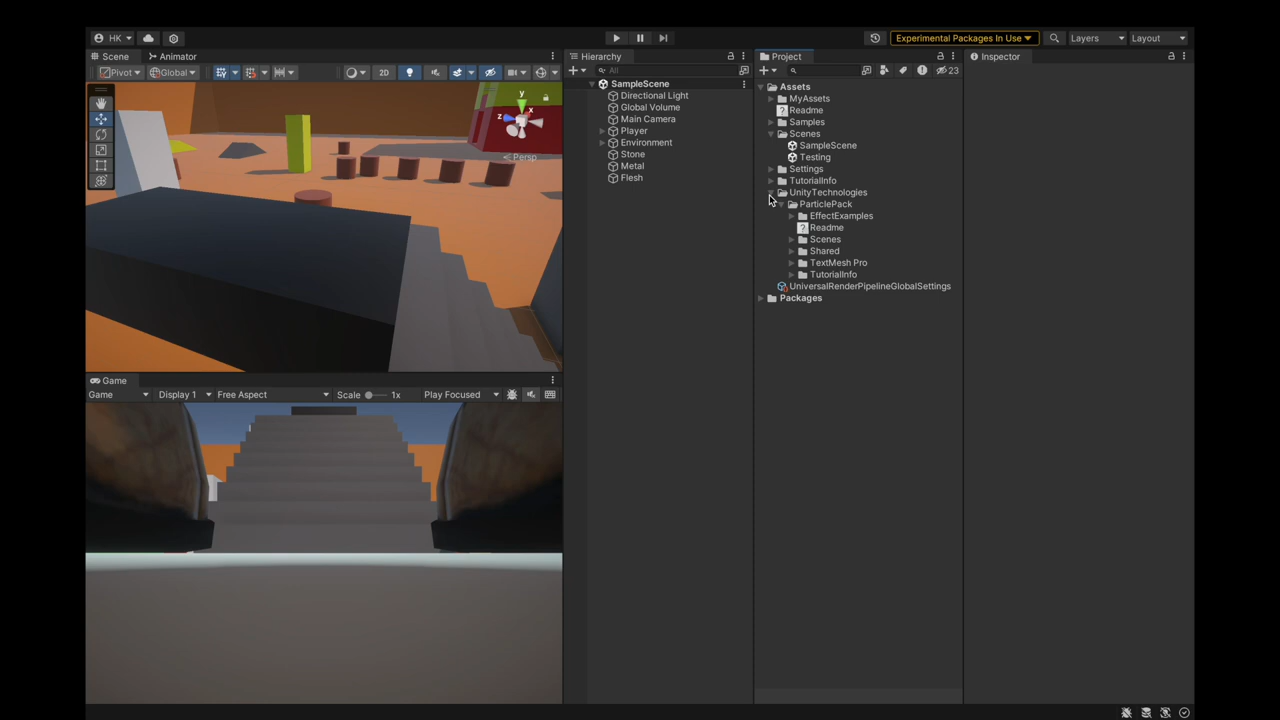 HK
Experimental Packages In Use
Layers
Layout
Scene
Animator
Pivot
Global
2D
y
x
z
< Persp
Game
Game
Display 1
Free Aspect
Scale
1x
Play Focused
Hierarchy
All
SampleScene
Directional Light
Global Volume
Main Camera
Player
Environment
Stone
Metal
Flesh
Project
23
Assets
MyAssets
Readme
Samples
Scenes
SampleScene
Testing
Settings
TutorialInfo
UnityTechnologies
ParticlePack
EffectExamples
Readme
Scenes
Shared
TextMesh Pro
TutorialInfo
UniversalRenderPipelineGlobalSettings
Packages
Inspector